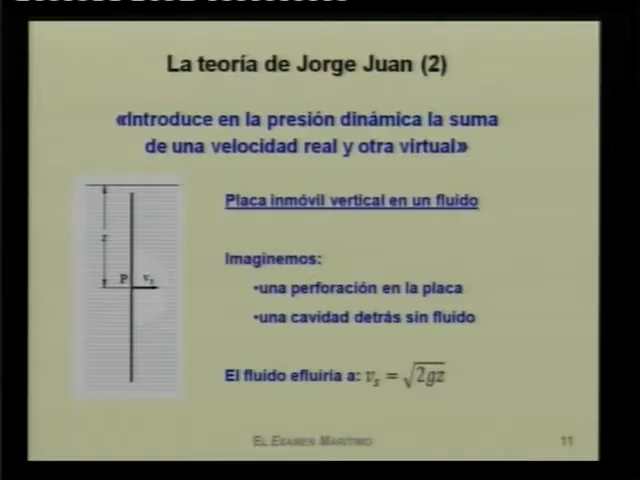 La teoría de Jorge Juan (2)
«Introduce en la presión dinámica la suma
de una velocidad real y otra virtual»
Placa inmóvil vertical en un fluido
z
P vs
Imaginemos:
•una perforación en la placa
•una cavidad detrás sin fluido
El fluido efluiría a: vs = √2gz
EL EXAMEN MARÍTIMO
11